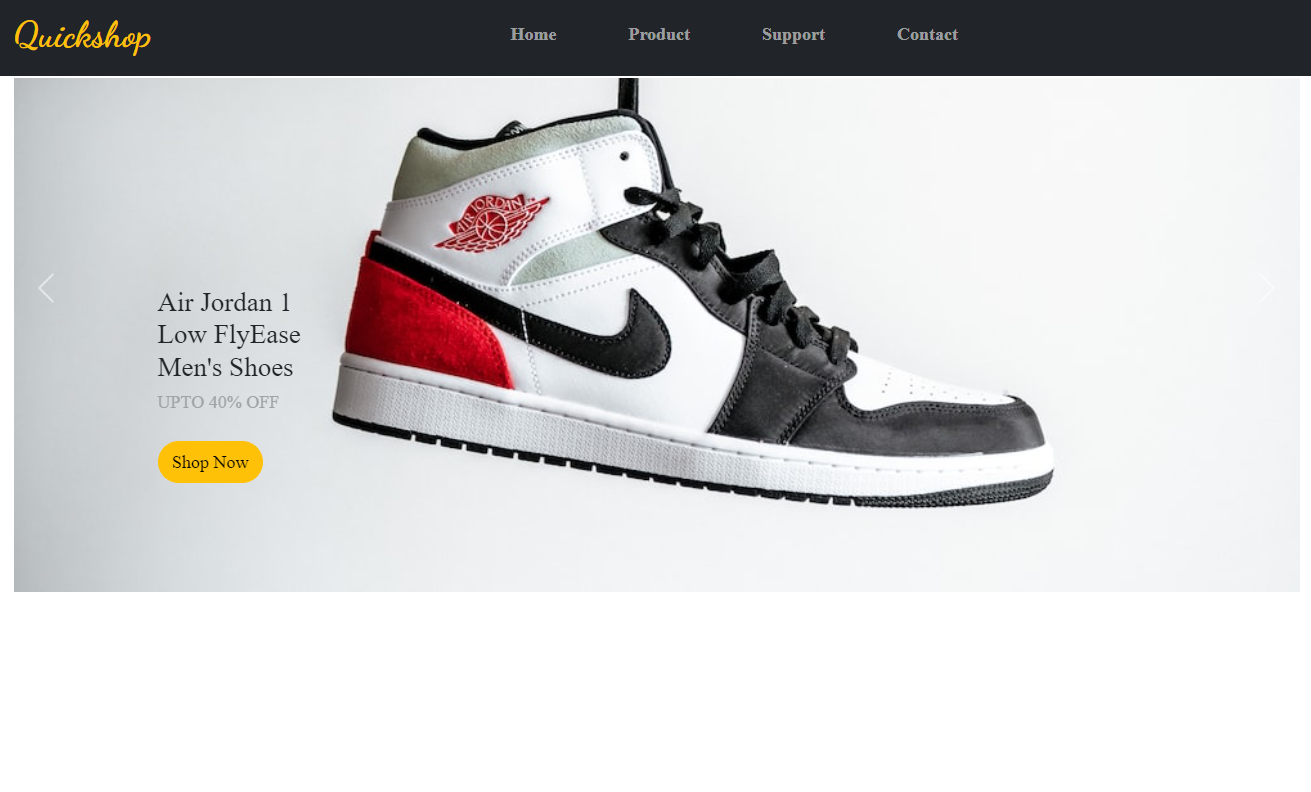 Quickshop
Home Product Support Contact
AIR JORDAN
Air Jordan 1
Low FlyEase
Men's Shoes
UPTO 40% OFF
Shop Now